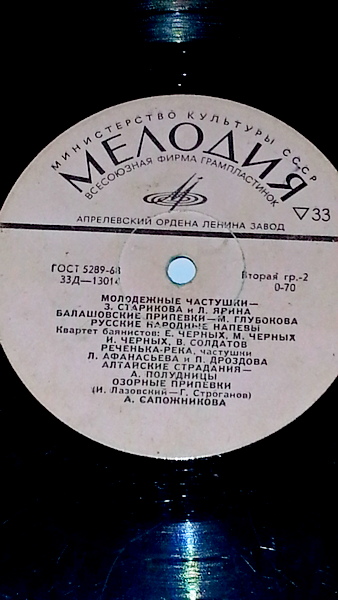 МИНИСТЕРСТВО КУЛЬТУРЫ СССР
МЕЛОДИЯ
ВСЕСОЮЗНАЯ ФИРМА ГРАМПЛАСТИНОК
33
АПРЕЛЕВСКИЙ ОРДЕНА ЛЕНИНА ЗАВОД
ГОСТ 5289-68
Вторая гр.-2
33Д—13014
0-70
МОЛОДЕЖНЫЕ ЧАСТУШКИ—
З. СТАРИКОВА и Л. ЯРИНА
БАЛАШОВСКИЕ ПРИПЕВКИ—М. ГЛУБОКОВА
РУССКИЕ НАРОДНЫЕ НАПЕВЫ
Квартет баянистов: Е. ЧЕРНЫХ, М. ЧЕРНЫХ
И. ЧЕРНЫХ, В. СОЛДАТОВ
РЕЧЕНЬКА-РЕКА, частушки
Л. АФАНАСЬЕВА и Л. ДРОЗДОВА
АЛТАЙСКИЕ СТРАДАНИЯ—
А. ПОЛУДНИЦЫ
ОЗОРНЫЕ ПРИПЕВКИ
(И. Лазовский—Г. Строганов)
А. САПОЖНИКОВА